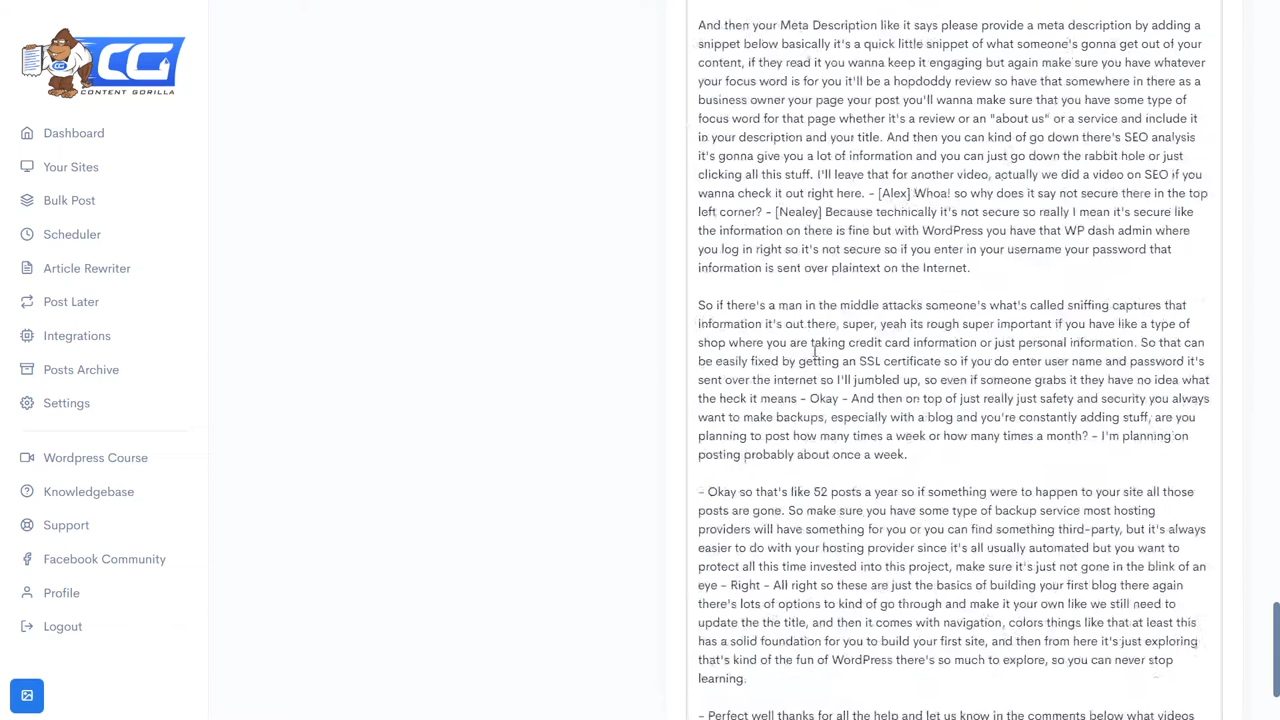 CG
CONTENT GORILLA
Dashboard
Your Sites
Bulk Post
Scheduler
Article Rewriter
Post Later
Integrations
Posts Archive
Settings
Wordpress Course
Knowledgebase
Support
Facebook Community
Profile
Logout
And then your Meta Description like it says please provide a meta description by adding a
snippet below basically it's a quick little snippet of what someone's gonna get out of your
content, if they read it you wanna keep it engaging but again make sure you have whatever
your focus word is for you it'll be a hopdoddy review so have that somewhere in there as a
business owner your page your post you'll wanna make sure that you have some type of
focus word for that page whether it's a review or an "about us" or a service and include it
in your description and your title. And then you can kind of go down there's SEO analysis
it's gonna give you a lot of information and you can just go down the rabbit hole or just
clicking all this stuff. I'll leave that for another video, actually we did a video on SEO if you
wanna check it out right here. - [Alex] Whoa! so why does it say not secure there in the top
left corner? - [Nealey] Because technically it's not secure so really I mean it's secure like
the information on there is fine but with WordPress you have that WP dash admin where
you log in right so it's not secure so if you enter in your username your password that
information is sent over plaintext on the Internet.
So if there's a man in the middle attacks someone's what's called sniffing captures that
information it's out there, super, yeah its rough super important if you have like a type of
shop where you are taking credit card information or just personal information. So that can
be easily fixed by getting an SSL certificate so if you do enter user name and password it's
sent over the internet so I'll jumbled up, so even if someone grabs it they have no idea what
the heck it means - Okay - And then on top of just really just safety and security you always
want to make backups, especially with a blog and you're constantly adding stuff, are you
planning to post how many times a week or how many times a month? - I'm planning on
posting probably about once a week.
- Okay so that's like 52 posts a year so if something were to happen to your site all those
posts are gone. So make sure you have some type of backup service most hosting
providers will have something for you or you can find something third-party, but it's always
easier to do with your hosting provider since it's all usually automated but you want to
protect all this time invested into this project, make sure it's just not gone in the blink of an
eye - Right - All right so these are just the basics of building your first blog there again
there's lots of options to kind of go through and make it your own like we still need to
update the the title, and then it comes with navigation, colors things like that at least this
has a solid foundation for you to build your first site, and then from here it's just exploring
that's kind of the fun of WordPress there's so much to explore, so you can never stop
learning.
- Perfect well thanks for all the help and let us know in the comments below what videos